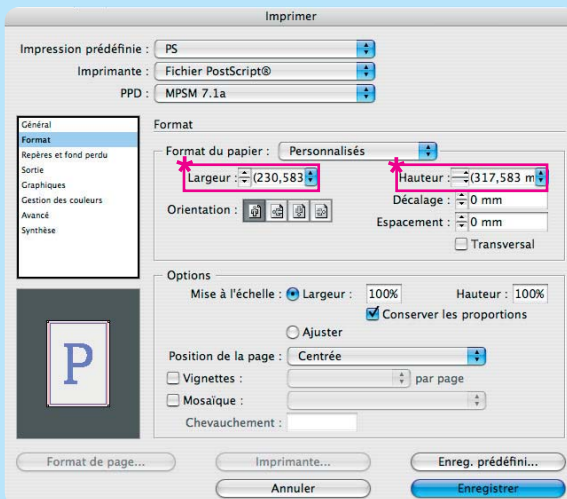 Imprimer
Impression prédéfinie : PS
Imprimante : Fichier PostScript®
PPD : MPSM 7.1a
Général
Format
Repères et fond perdu
Sortie
Graphiques
Gestion des couleurs
Avancé
Synthèse
Format
Format du papier : Personnalisés
* Largeur : (230,583 * Hauteur : (317,583 m
Orientation : Décalage : 0 mm
Espacement : 0 mm
Transversal
Options
Mise à l'échelle : Largeur : 100% Hauteur : 100%
Conserver les proportions
Ajuster
Position de la page : Centrée
Vignettes : par page
Mosaïque :
Chevauchement :
P
Format de page... Imprimante... Enreg. prédéfini...
Annuler Enregistrer